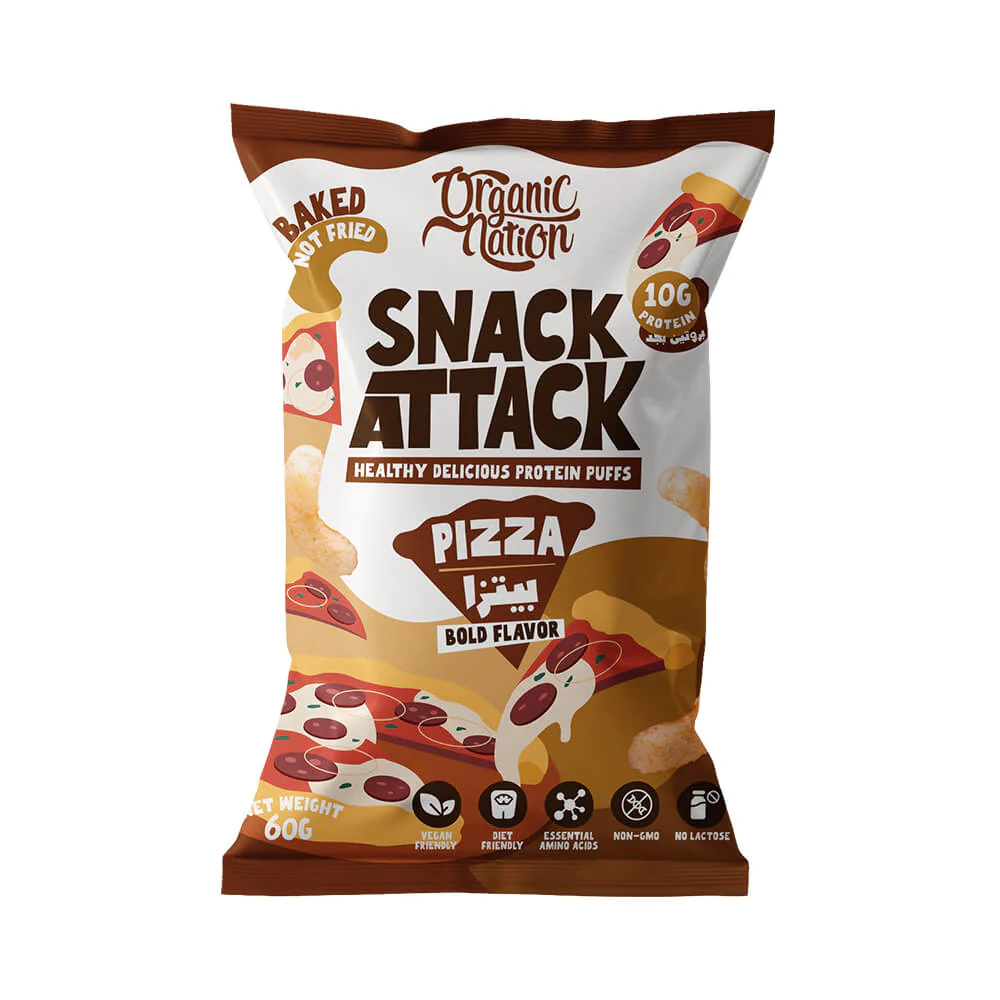 Organic
Nation
BAKED
NOT FRIED
10G
PROTEIN
بروتين بجد
SNACK
ATTACK
HEALTHY DELICIOUS PROTEIN PUFFS
PIZZA
بيتزا
BOLD FLAVOR
NET WEIGHT
60G
VEGAN
FRIENDLY
DIET
FRIENDLY
ESSENTIAL
AMINO ACIDS
NON-GMO
NO LACTOSE